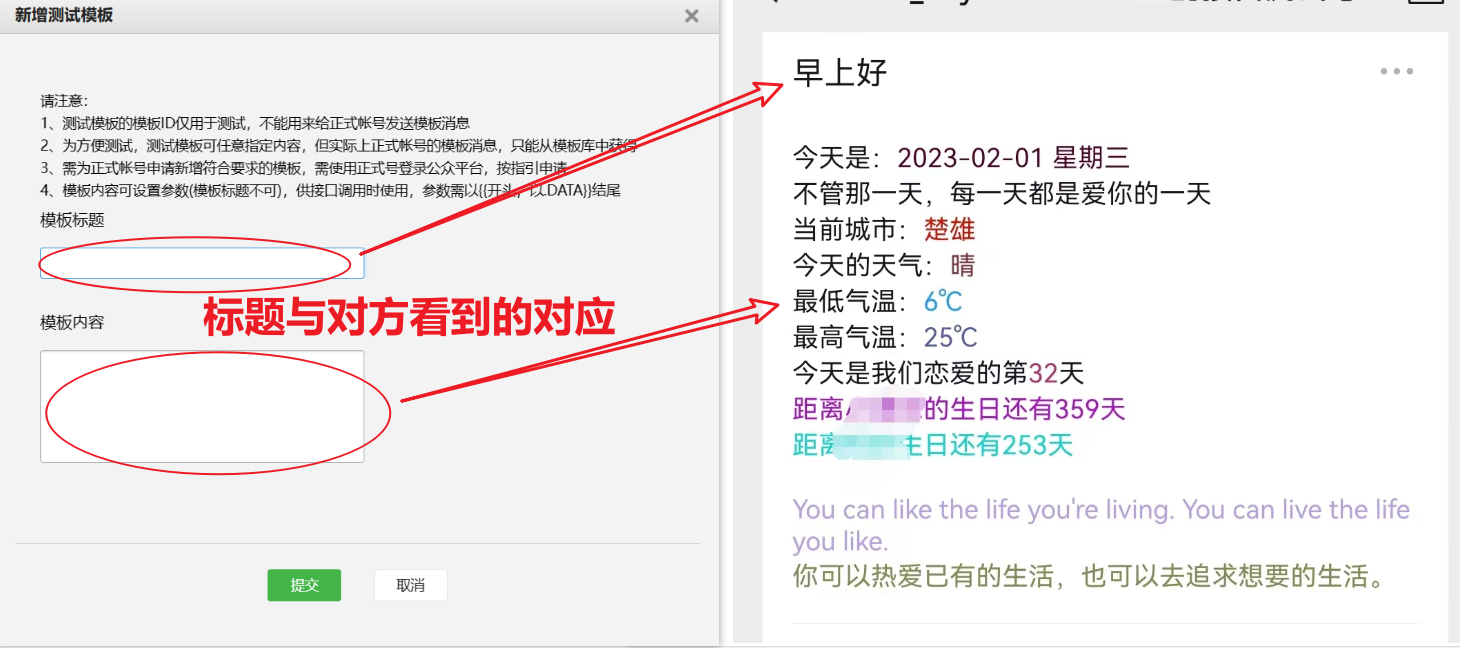 新增测试模板
请注意：
1、测试模板的模板ID仅用于测试，不能用来给正式帐号发送模板消息
2、为方便测试，测试模板可任意指定内容，但实际上正式帐号的模板消息，只能从模板库中获得
3、需为正式帐号申请新增符合要求的模板，需使用正式号登录公众平台，按指引申请
4、模板内容可设置参数(模板标题不可)，供接口调用时使用，参数需以{{开头，以.DATA}}结尾
模板标题
标题与对方看到的对应
模板内容
提交
取消
早上好
今天是：2023-02-01 星期三
不管那一天，每一天都是爱你的一天
当前城市：楚雄
今天的天气：晴
最低气温：6℃
最高气温：25℃
今天是我们恋爱的第32天
距离 的生日还有359天
距离 生日还有253天
You can like the life you're living. You can live the life
you like.
你可以热爱已有的生活，也可以去追求想要的生活。